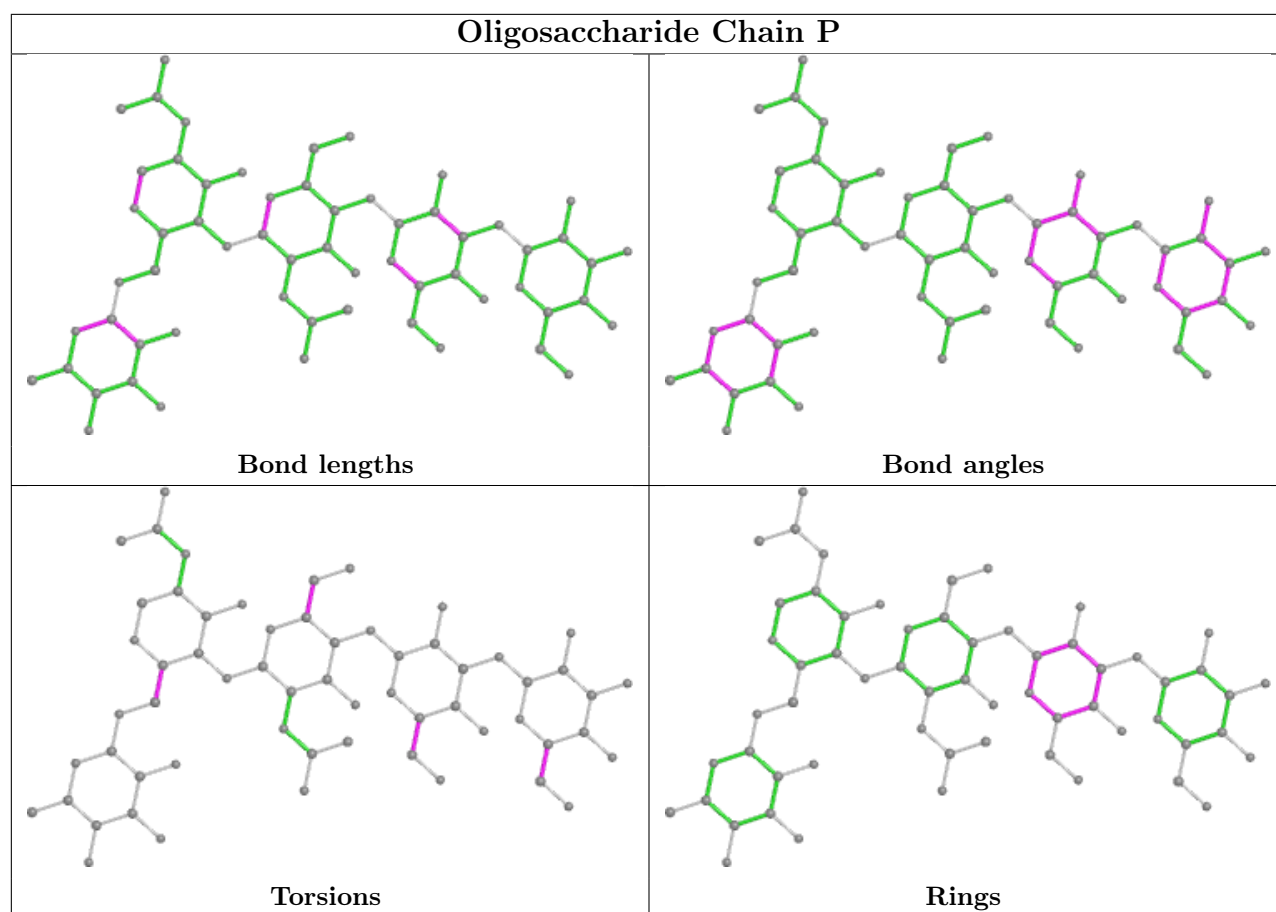 Oligosaccharide Chain P
Bond lengths
Bond angles
Torsions
Rings